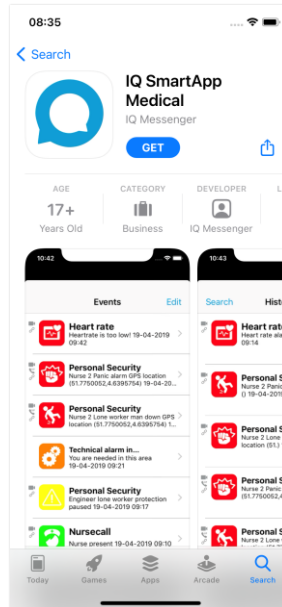 08:35
Search
IQ SmartApp
Medical
IQ Messenger
GET
AGE
17+
Years Old
CATEGORY
Business
DEVELOPER
IQ Messenger
L
10:42
Events
Edit
Heart rate
Heartrate is too low! 19-04-2019
09:42
Personal Security
Nurse 2 Panic alarm GPS location
(51.7750052,4.6395754) 19-04-20...
Personal Security
Nurse 2 Lone worker man down GPS
location (51.7750052,4.6395754) 1...
Technical alarm in...
You are needed in this area
19-04-2019 09:21
Personal Security
Engineer lone worker protection
paused 19-04-2019 09:17
Nursecall
Nurse present 19-04-2019 09:10
10:43
Search
Hist
Heart rate
Heart rate ala
09:14
Personal S
Nurse 2 Panic
() 19-04-2019
Personal S
Nurse 2 Lone
location (51.)
Personal S
Nurse 2 Panic
(51.7750052,4
Personal S
Nurse 2 Lone
Today
Games
Apps
Arcade
Search